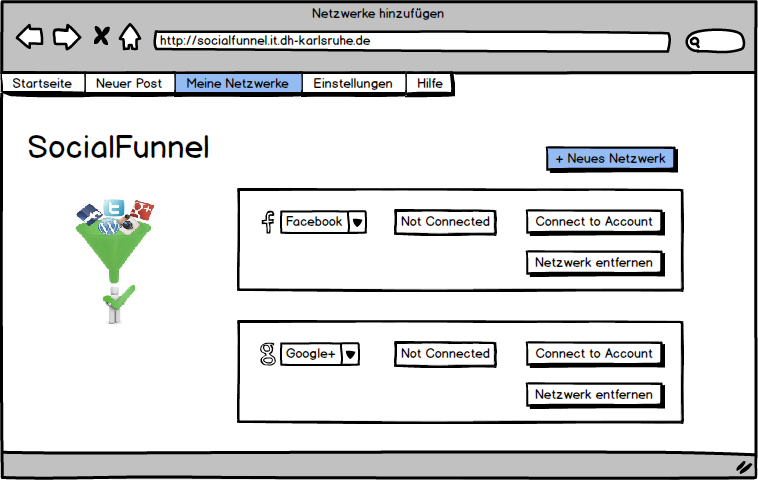 Netzwerke hinzufügen
http://socialfunnel.it.dh-karlsruhe.de
Startseite Neuer Post Meine Netzwerke Einstellungen Hilfe
SocialFunnel
+ Neues Netzwerk
f Facebook Not Connected Connect to Account
Netzwerk entfernen
g Google+ Not Connected Connect to Account
Netzwerk entfernen